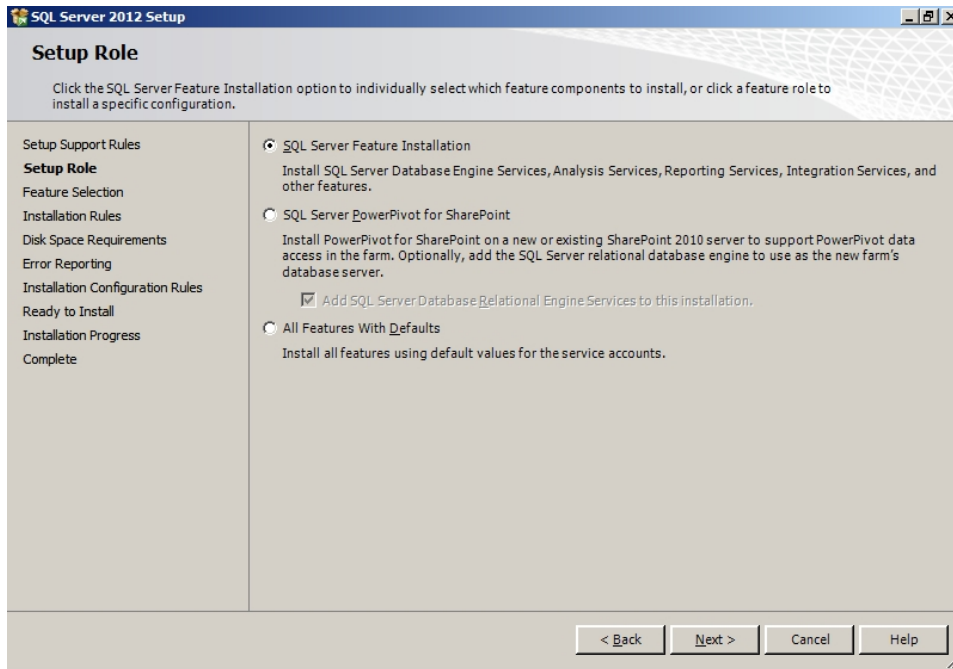 SQL Server 2012 Setup
Setup Role
Click the SQL Server Feature Installation option to individually select which feature components to install, or click a feature role to
install a specific configuration.
Setup Support Rules
Setup Role
Feature Selection
Installation Rules
Disk Space Requirements
Error Reporting
Installation Configuration Rules
Ready to Install
Installation Progress
Complete
SQL Server Feature Installation
Install SQL Server Database Engine Services, Analysis Services, Reporting Services, Integration Services, and
other features.
SQL Server PowerPivot for SharePoint
Install PowerPivot for SharePoint on a new or existing SharePoint 2010 server to support PowerPivot data
access in the farm. Optionally, add the SQL Server relational database engine to use as the new farm's
database server.
Add SQL Server Database Relational Engine Services to this installation.
All Features With Defaults
Install all features using default values for the service accounts.
< Back
Next >
Cancel
Help